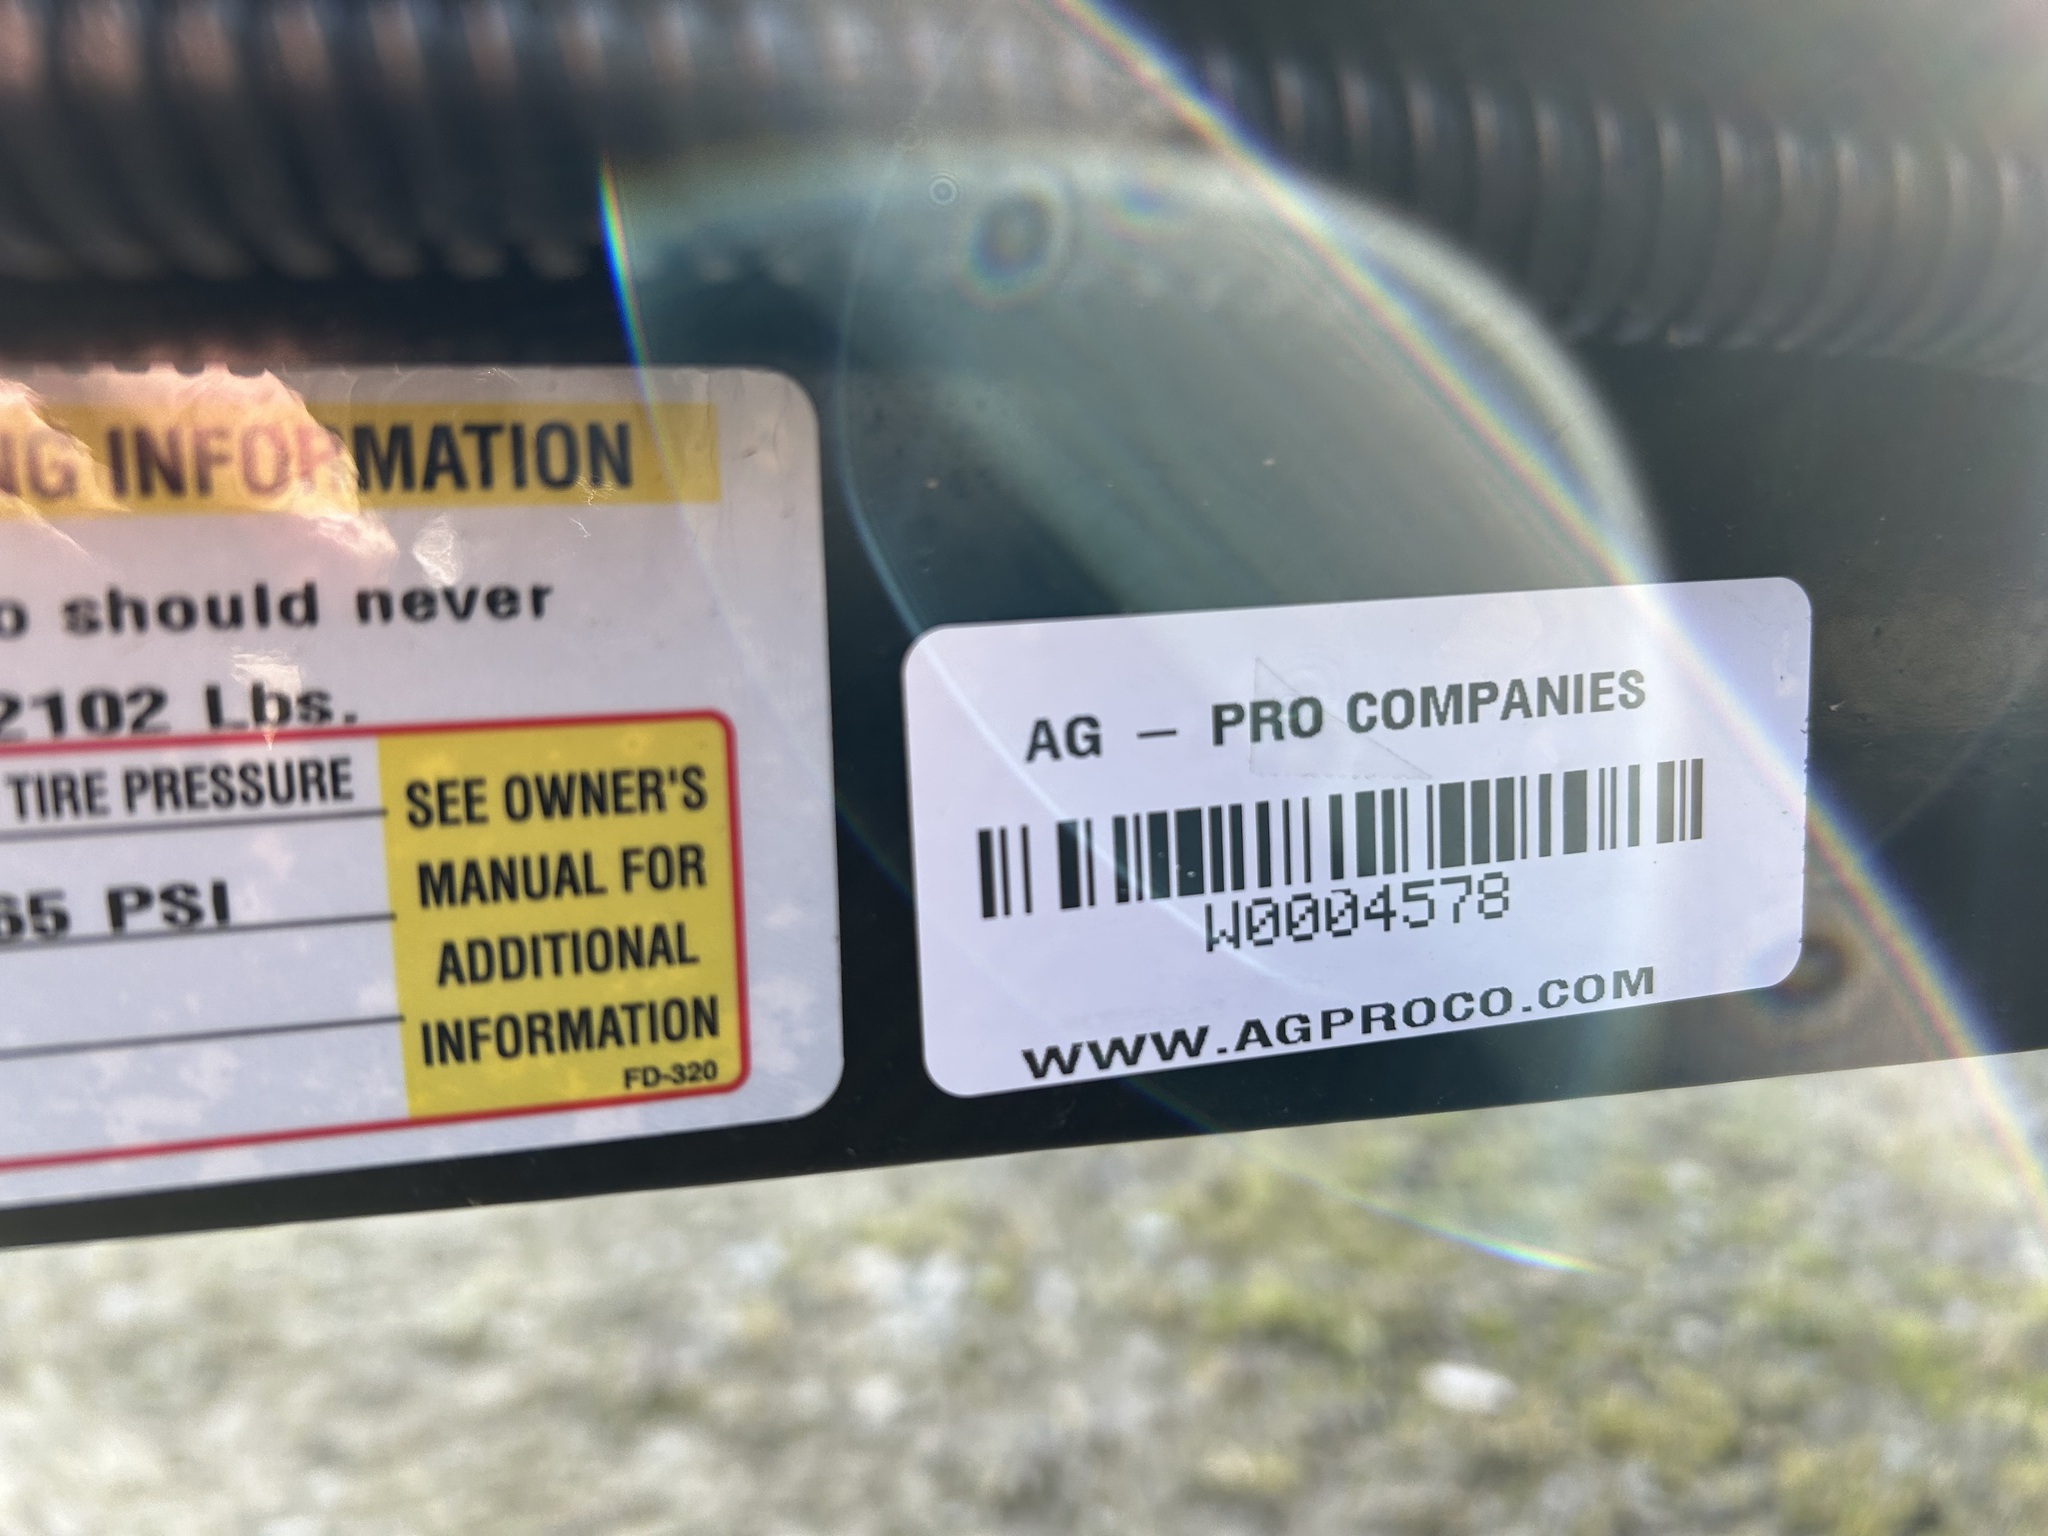 NG INFORMATION
o should never
2102 Lbs.
TIRE PRESSURE
65 PSI
SEE OWNER'S
MANUAL FOR
ADDITIONAL
INFORMATION
FD-320
AG – PRO COMPANIES
W0004578
WWW.AGPROCO.COM